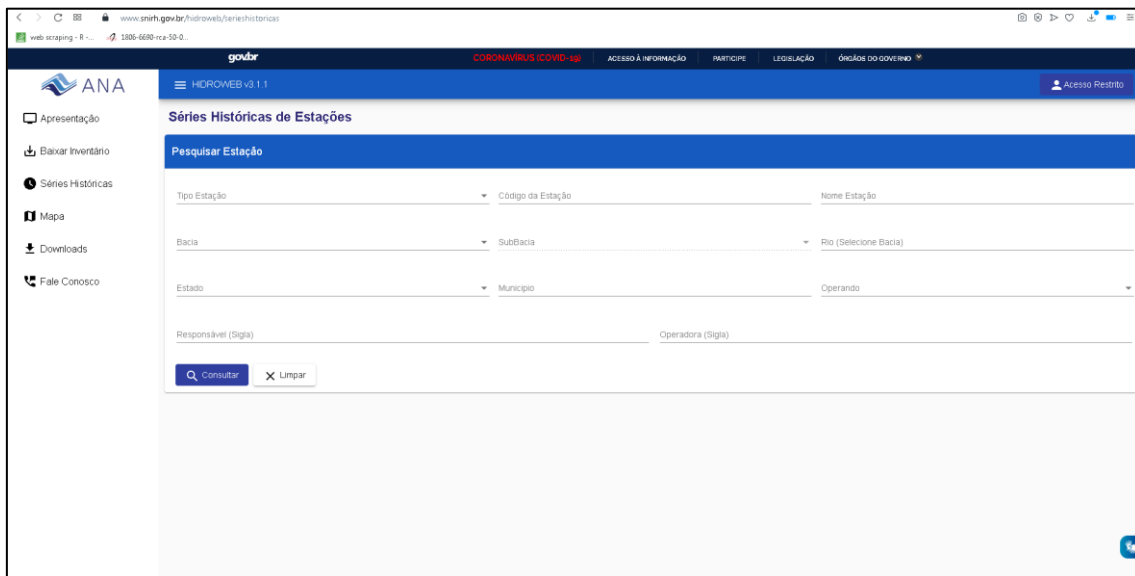 www.snirh.gov.br/hidroweb/serieshistoricas
web scraping - R -... 1806-6690-rca-50-0...
govbr CORONAVÍRUS (COVID-19) ACESSO À INFORMAÇÃO PARTICIPE LEGISLAÇÃO ÓRGÃOS DO GOVERNO
ANA HIDROWEB v3.1.1 Acesso Restrito
Apresentação
Baixar Inventário
Séries Históricas
Mapa
Downloads
Fale Conosco
Séries Históricas de Estações
Pesquisar Estação
Tipo Estação Código da Estação Nome Estação
Bacia SubBacia Rio (Selecione Bacia)
Estado Município Operando
Responsável (Sigla) Operadora (Sigla)
Consultar Limpar